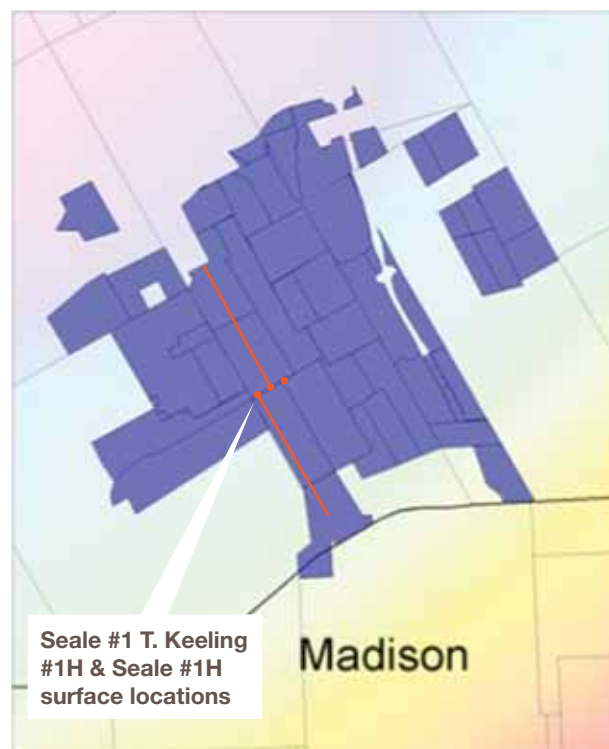 Seale #1 T. Keeling
#1H & Seale #1H
surface locations
Madison